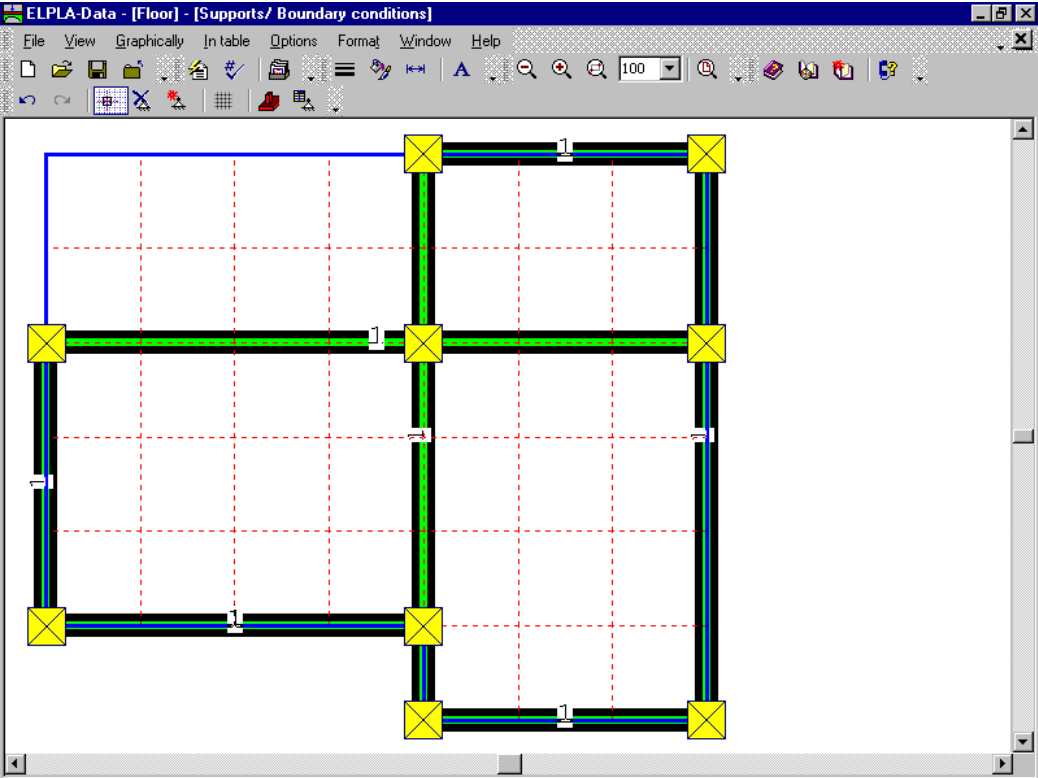 ELPLA-Data - [Floor] - [Supports/ Boundary conditions]
File View Graphically In table Options Format Window Help
A 100
1
1
1
1
1
1
1